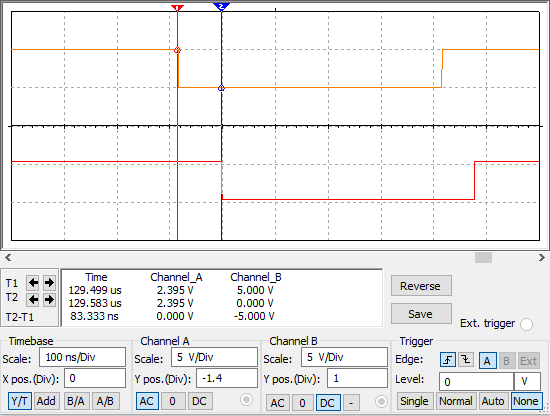 1 2
T1 Time Channel_A Channel_B
129.499 us 2.395 V 5.000 V
T2 129.583 us 2.395 V 0.000 V
T2-T1 83.333 ns 0.000 V -5.000 V
Reverse
Save
Ext. trigger
Timebase Channel A Channel B Trigger
Scale: 100 ns/Div Scale: 5 V/Div Scale: 5 V/Div Edge: A B Ext
X pos.(Div): 0 Y pos.(Div): -1.4 Y pos.(Div): 1 Level: 0 V
Y/T Add B/A A/B AC 0 DC AC 0 DC - Single Normal Auto None